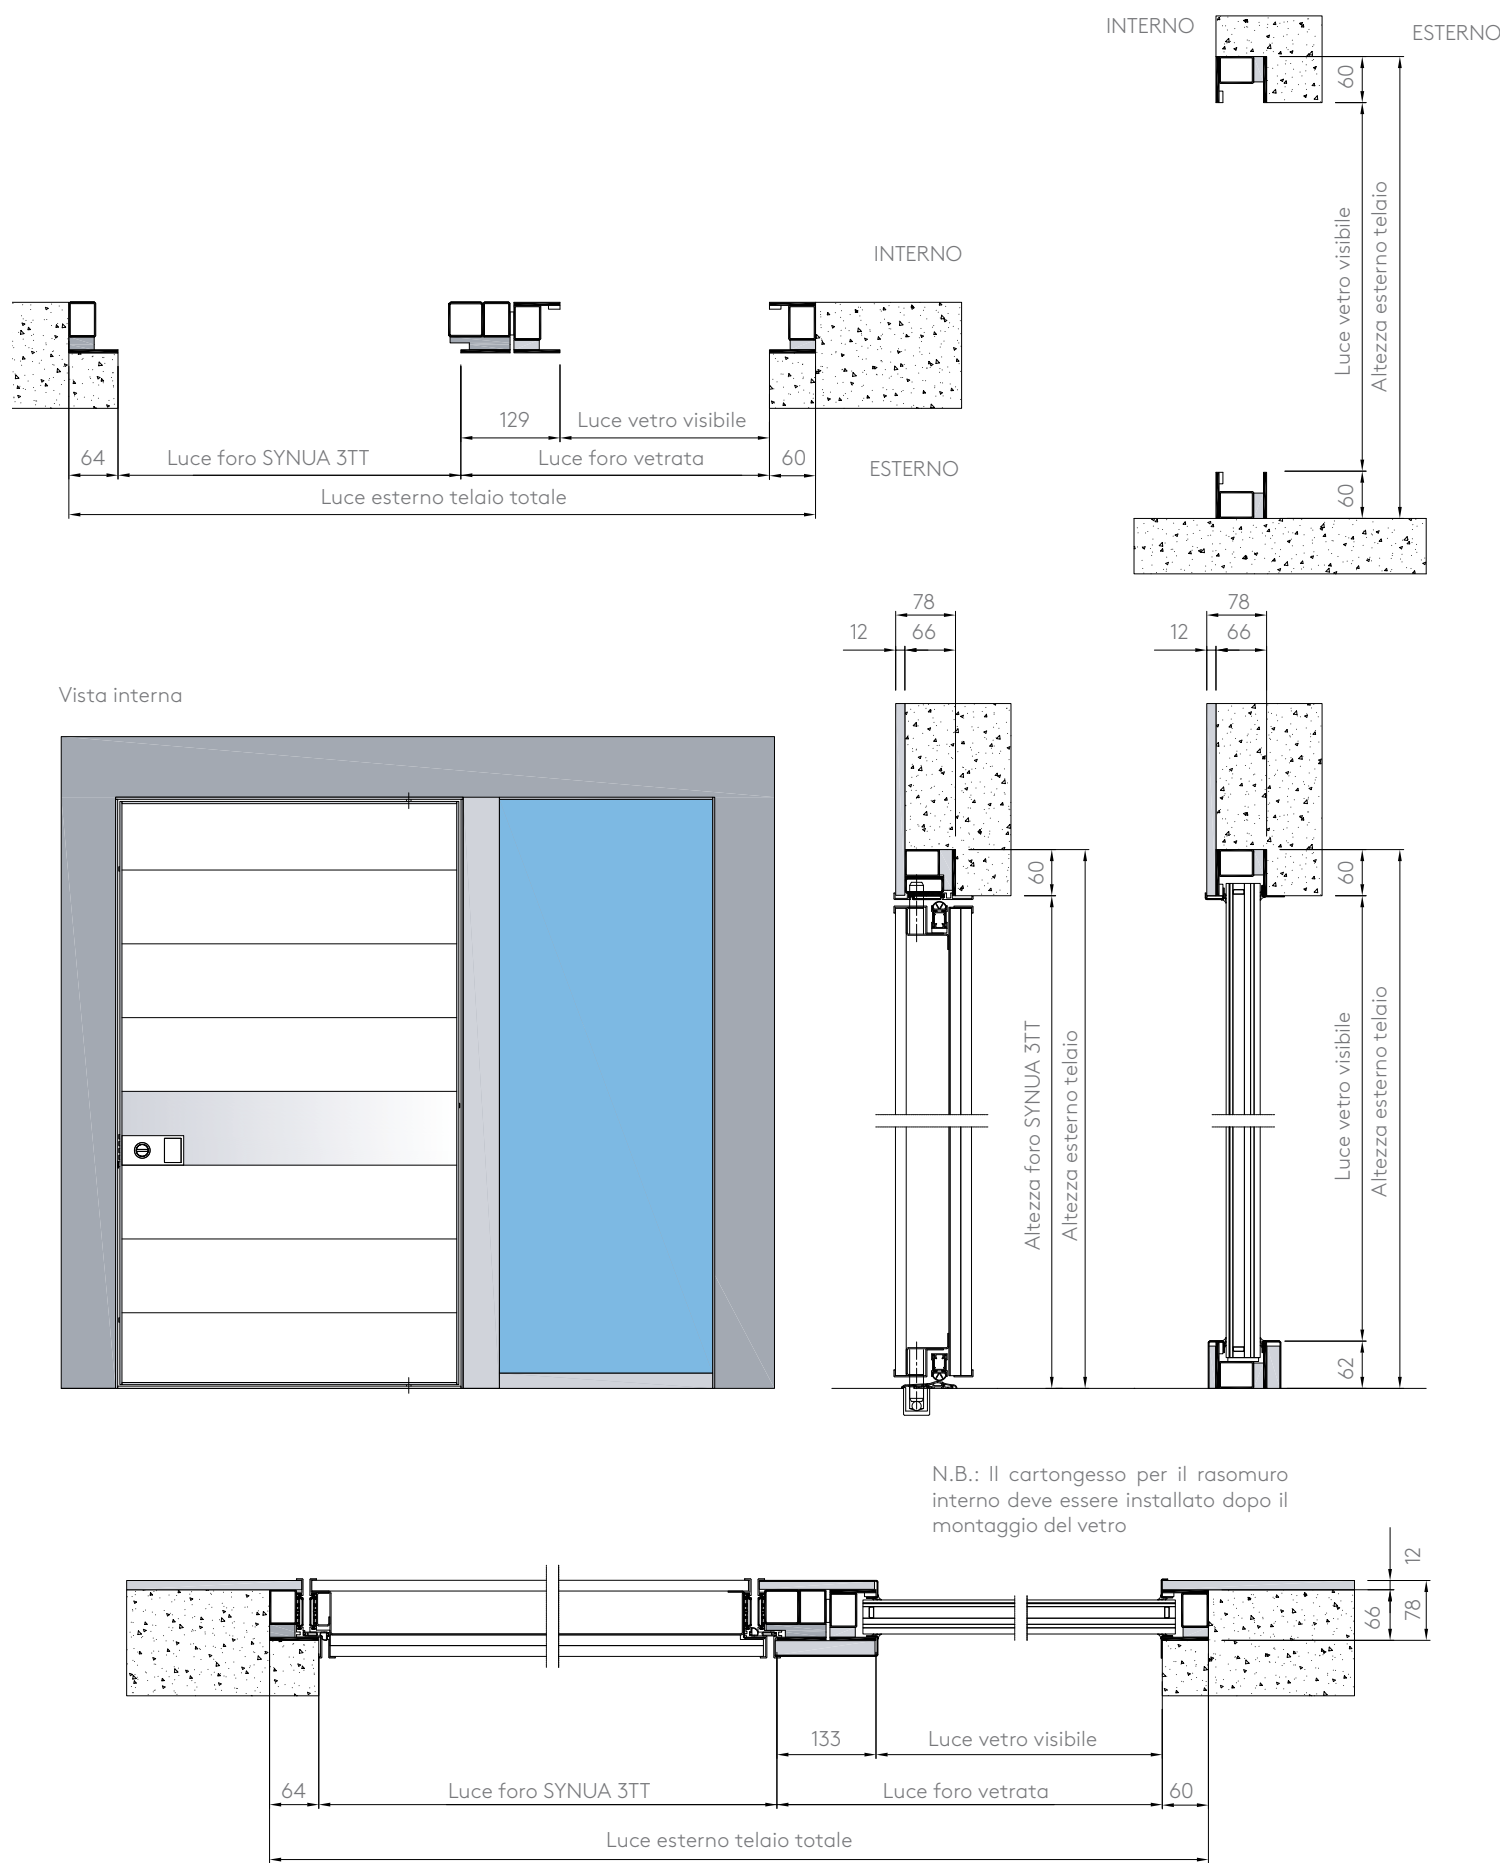 INTERNO
ESTERNO
60
Luce vetro visibile
Altezza esterno telaio
60
INTERNO
129
Luce vetro visibile
64
Luce foro SYNUA 3TT
Luce foro vetrata
60
ESTERNO
Luce esterno telaio totale
78
12
66
78
12
66
Vista interna
60
Altezza foro SYNUA 3TT
Altezza esterno telaio
60
Luce vetro visibile
Altezza esterno telaio
62
N.B.: Il cartongesso per il rasomuro
interno deve essere installato dopo il
montaggio del vetro
12
66
78
133
Luce vetro visibile
64
Luce foro SYNUA 3TT
Luce foro vetrata
60
Luce esterno telaio totale